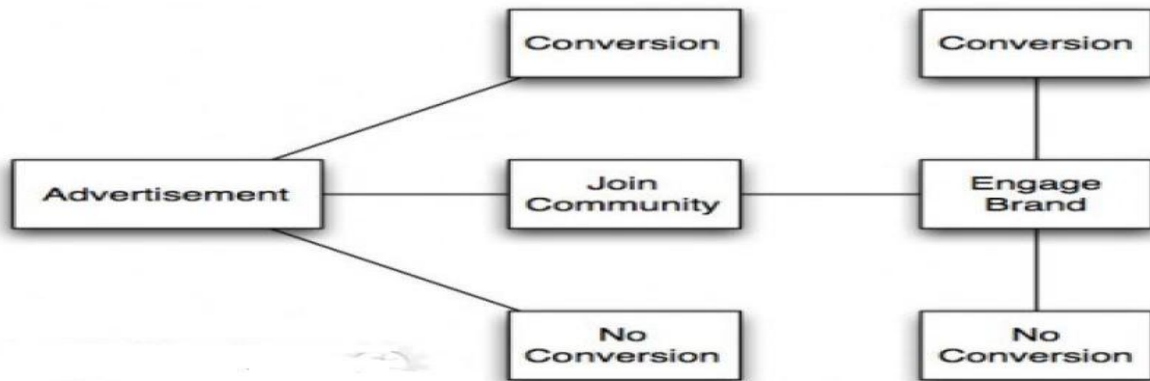 Conversion
Conversion
Advertisement
Join
Community
Engage
Brand
No
Conversion
No
Conversion